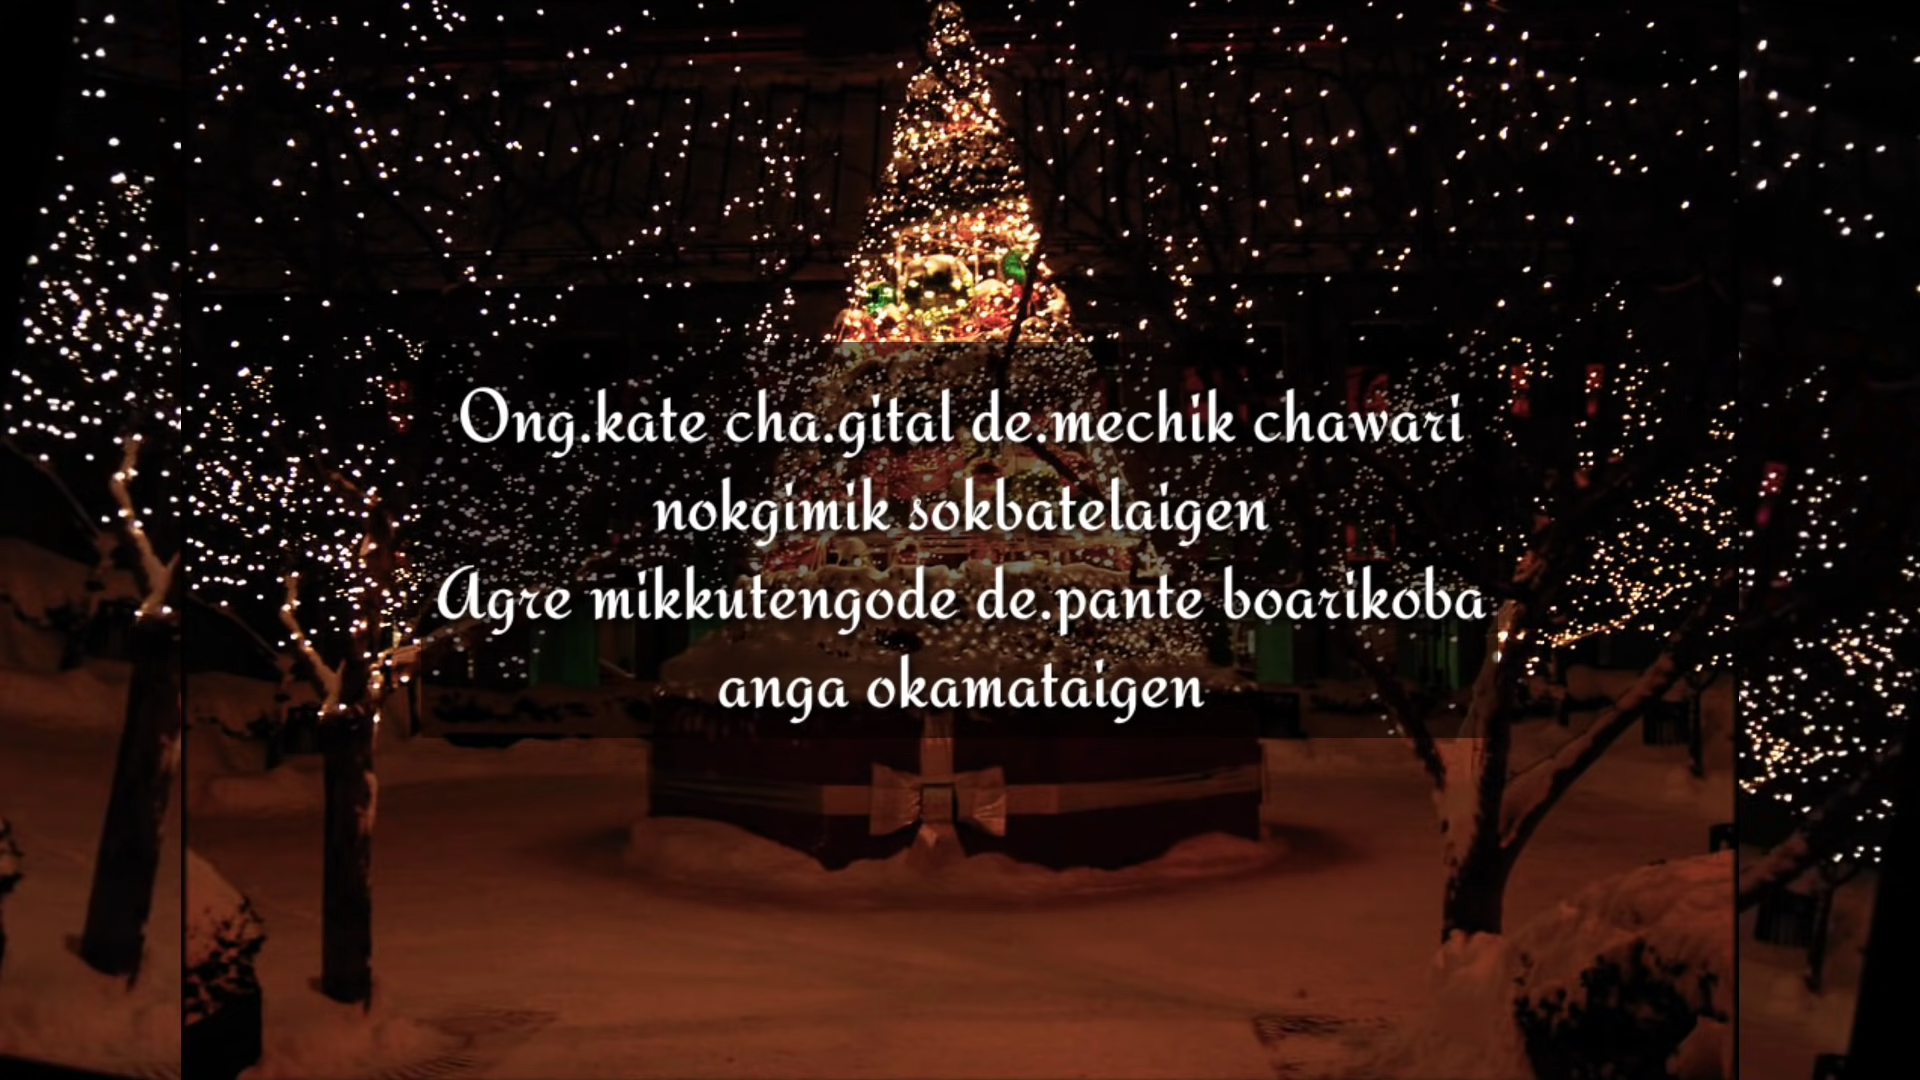 Ong.kate cha.gital de.mechik chawari
nokgimik sokbatelaigen
Agre mikkutengode de.pante boarikoba
anga okamataigen